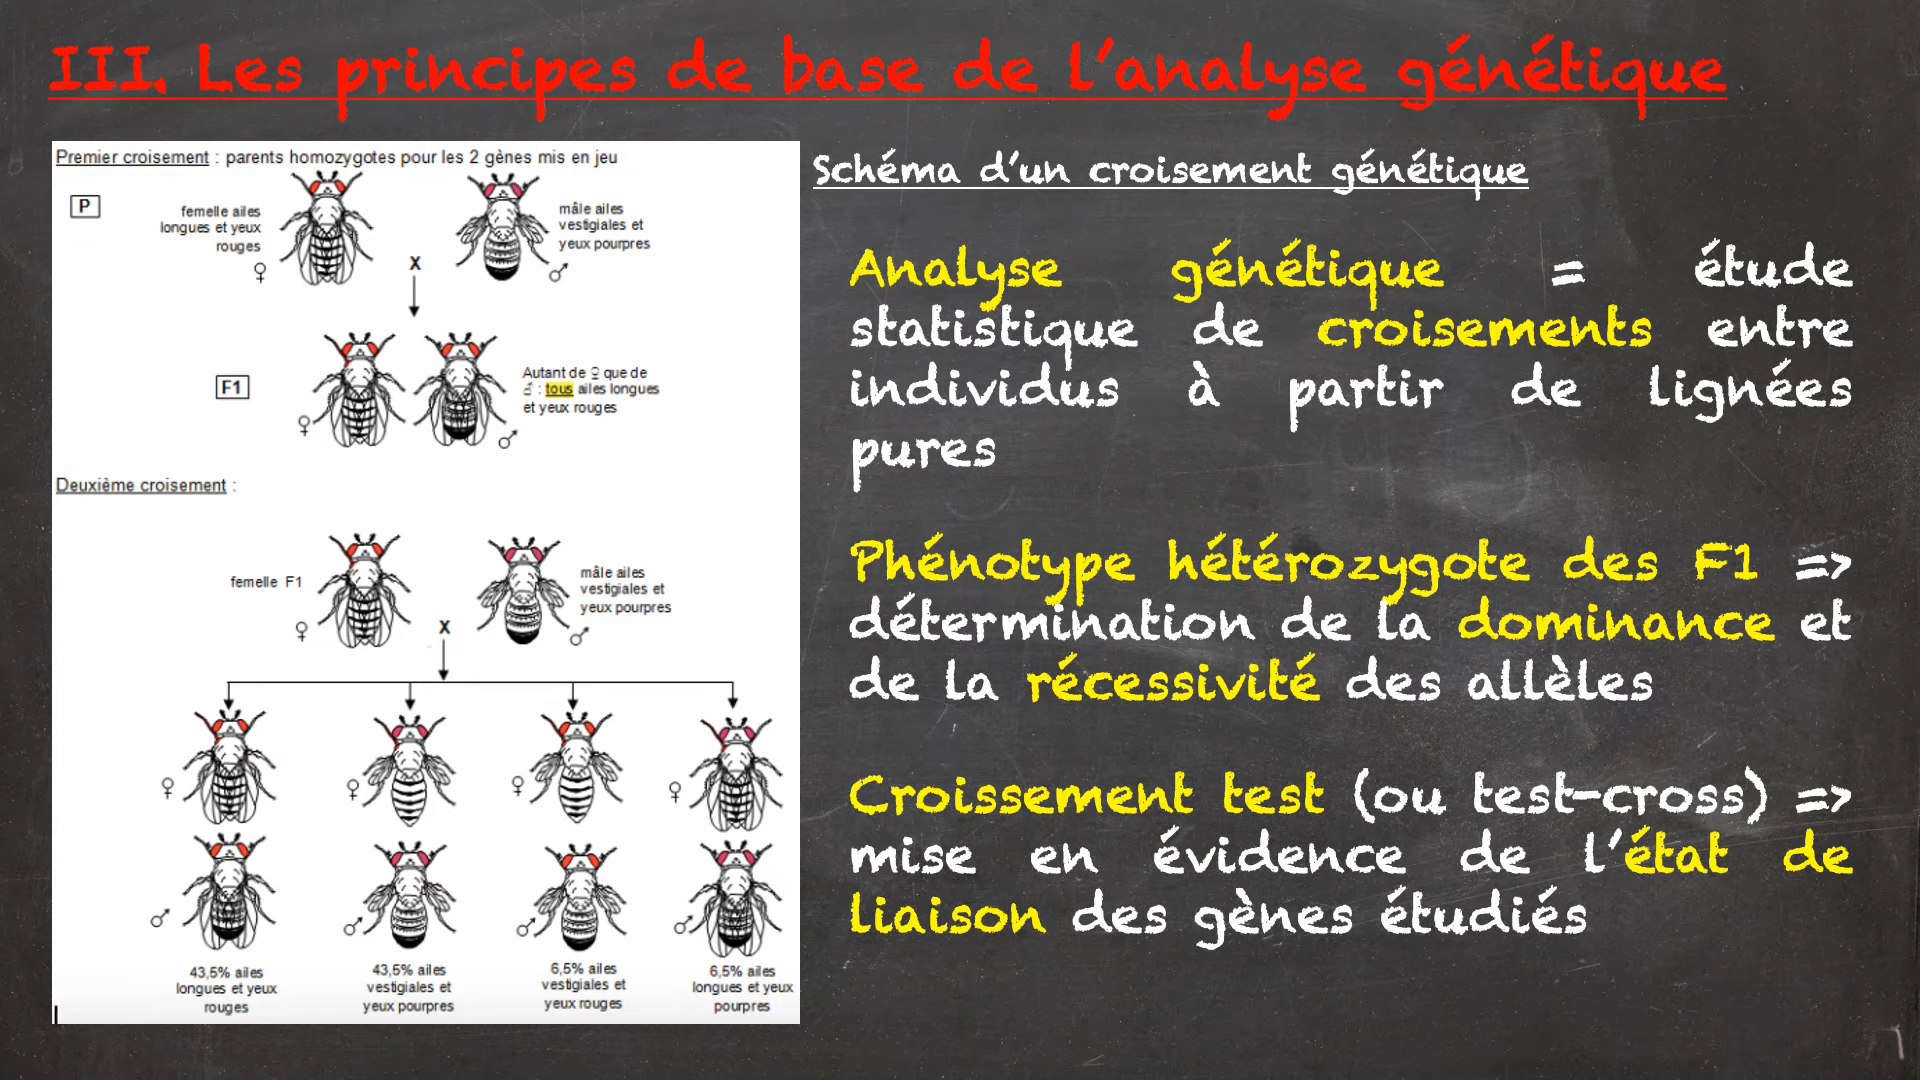 III. Les principes de base de l'analyse génétique
Premier croisement : parents homozygotes pour les 2 gènes mis en jeu
P
femelle ailes
longues et yeux
rouges
♀
X
mâle ailes
vestigiales et
yeux pourpres
♂
F1
♀
♂
Autant de ♀ que de
♂ : tous ailes longues
et yeux rouges
Deuxième croisement :
femelle F1
♀
X
mâle ailes
vestigiales et
yeux pourpres
♂
♀
♀
♀
♀
♂
♂
♂
♂
43,5% ailes
longues et yeux
rouges
43,5% ailes
vestigiales et
yeux pourpres
6,5% ailes
vestigiales et
yeux rouges
6,5% ailes
longues et yeux
pourpres
Schéma d'un croisement génétique
Analyse génétique = étude
statistique de croisements entre
individus à partir de lignées
pures
Phénotype hétérozygote des F1 =>
détermination de la dominance et
de la récessivité des allèles
Croissement test (ou test-cross) =>
mise en évidence de l'état de
liaison des gènes étudiés